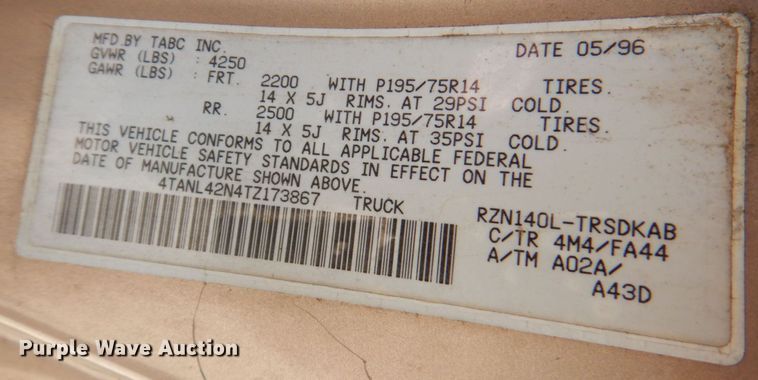 MFD.BY TABC INC. DATE 05/96
GVWR (LBS) : 4250
GAWR (LBS) : FRT. 2200 WITH P195/75R14 TIRES.
14 X 5J RIMS. AT 29PSI COLD.
RR. 2500 WITH P195/75R14 TIRES.
14 X 5J RIMS. AT 35PSI COLD.
THIS VEHICLE CONFORMS TO ALL APPLICABLE FEDERAL
MOTOR VEHICLE SAFETY STANDARDS IN EFFECT ON THE
DATE OF MANUFACTURE SHOWN ABOVE.
4TANL42N4TZ173867 TRUCK
RZN140L-TRSDKAB
C/TR 4M4/FA44
A/TM A02A/
A43D
Purple Wave Auction